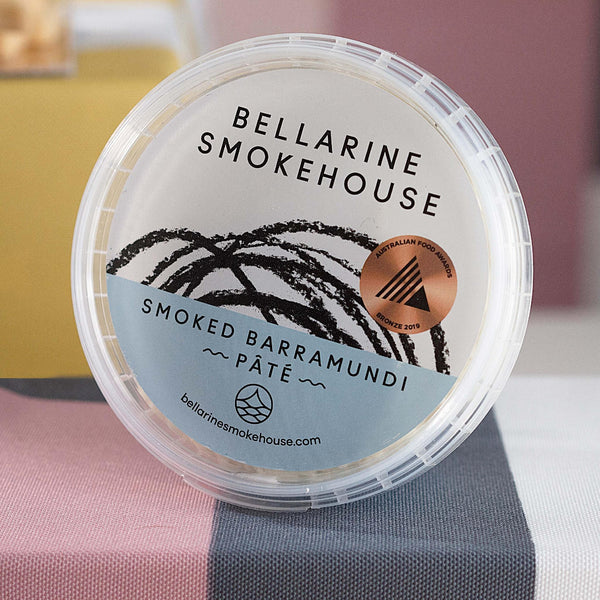 BELLARINE
SMOKEHOUSE
AUSTRALIAN FOOD AWARDS
BRONZE 2019
SMOKED BARRAMUNDI
PÂTÉ
bellarinesmokehouse.com